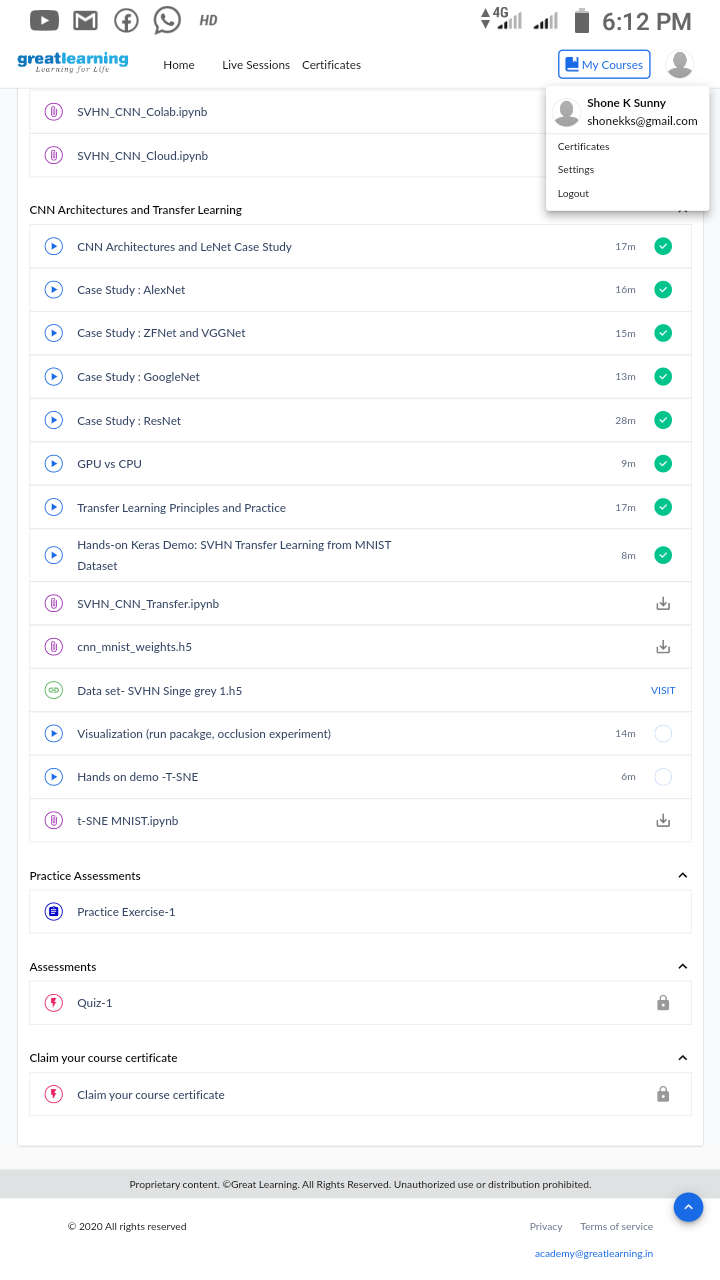 HD
4G
6:12 PM
greatlearning
Learning for Life
Home
Live Sessions
Certificates
My Courses
Shone K Sunny
shonekks@gmail.com
Certificates
Settings
Logout
SVHN_CNN_Colab.ipynb
SVHN_CNN_Cloud.ipynb
CNN Architectures and Transfer Learning
CNN Architectures and LeNet Case Study 17m
Case Study : AlexNet 16m
Case Study : ZFNet and VGGNet 15m
Case Study : GoogleNet 13m
Case Study : ResNet 28m
GPU vs CPU 9m
Transfer Learning Principles and Practice 17m
Hands-on Keras Demo: SVHN Transfer Learning from MNIST
Dataset 8m
SVHN_CNN_Transfer.ipynb
cnn_mnist_weights.h5
Data set- SVHN Singe grey 1.h5 VISIT
Visualization (run pacakge, occlusion experiment) 14m
Hands on demo -T-SNE 6m
t-SNE MNIST.ipynb
Practice Assessments
Practice Exercise-1
Assessments
Quiz-1
Claim your course certificate
Claim your course certificate
Proprietary content. ©Great Learning. All Rights Reserved. Unauthorized use or distribution prohibited.
© 2020 All rights reserved
Privacy Terms of service
academy@greatlearning.in